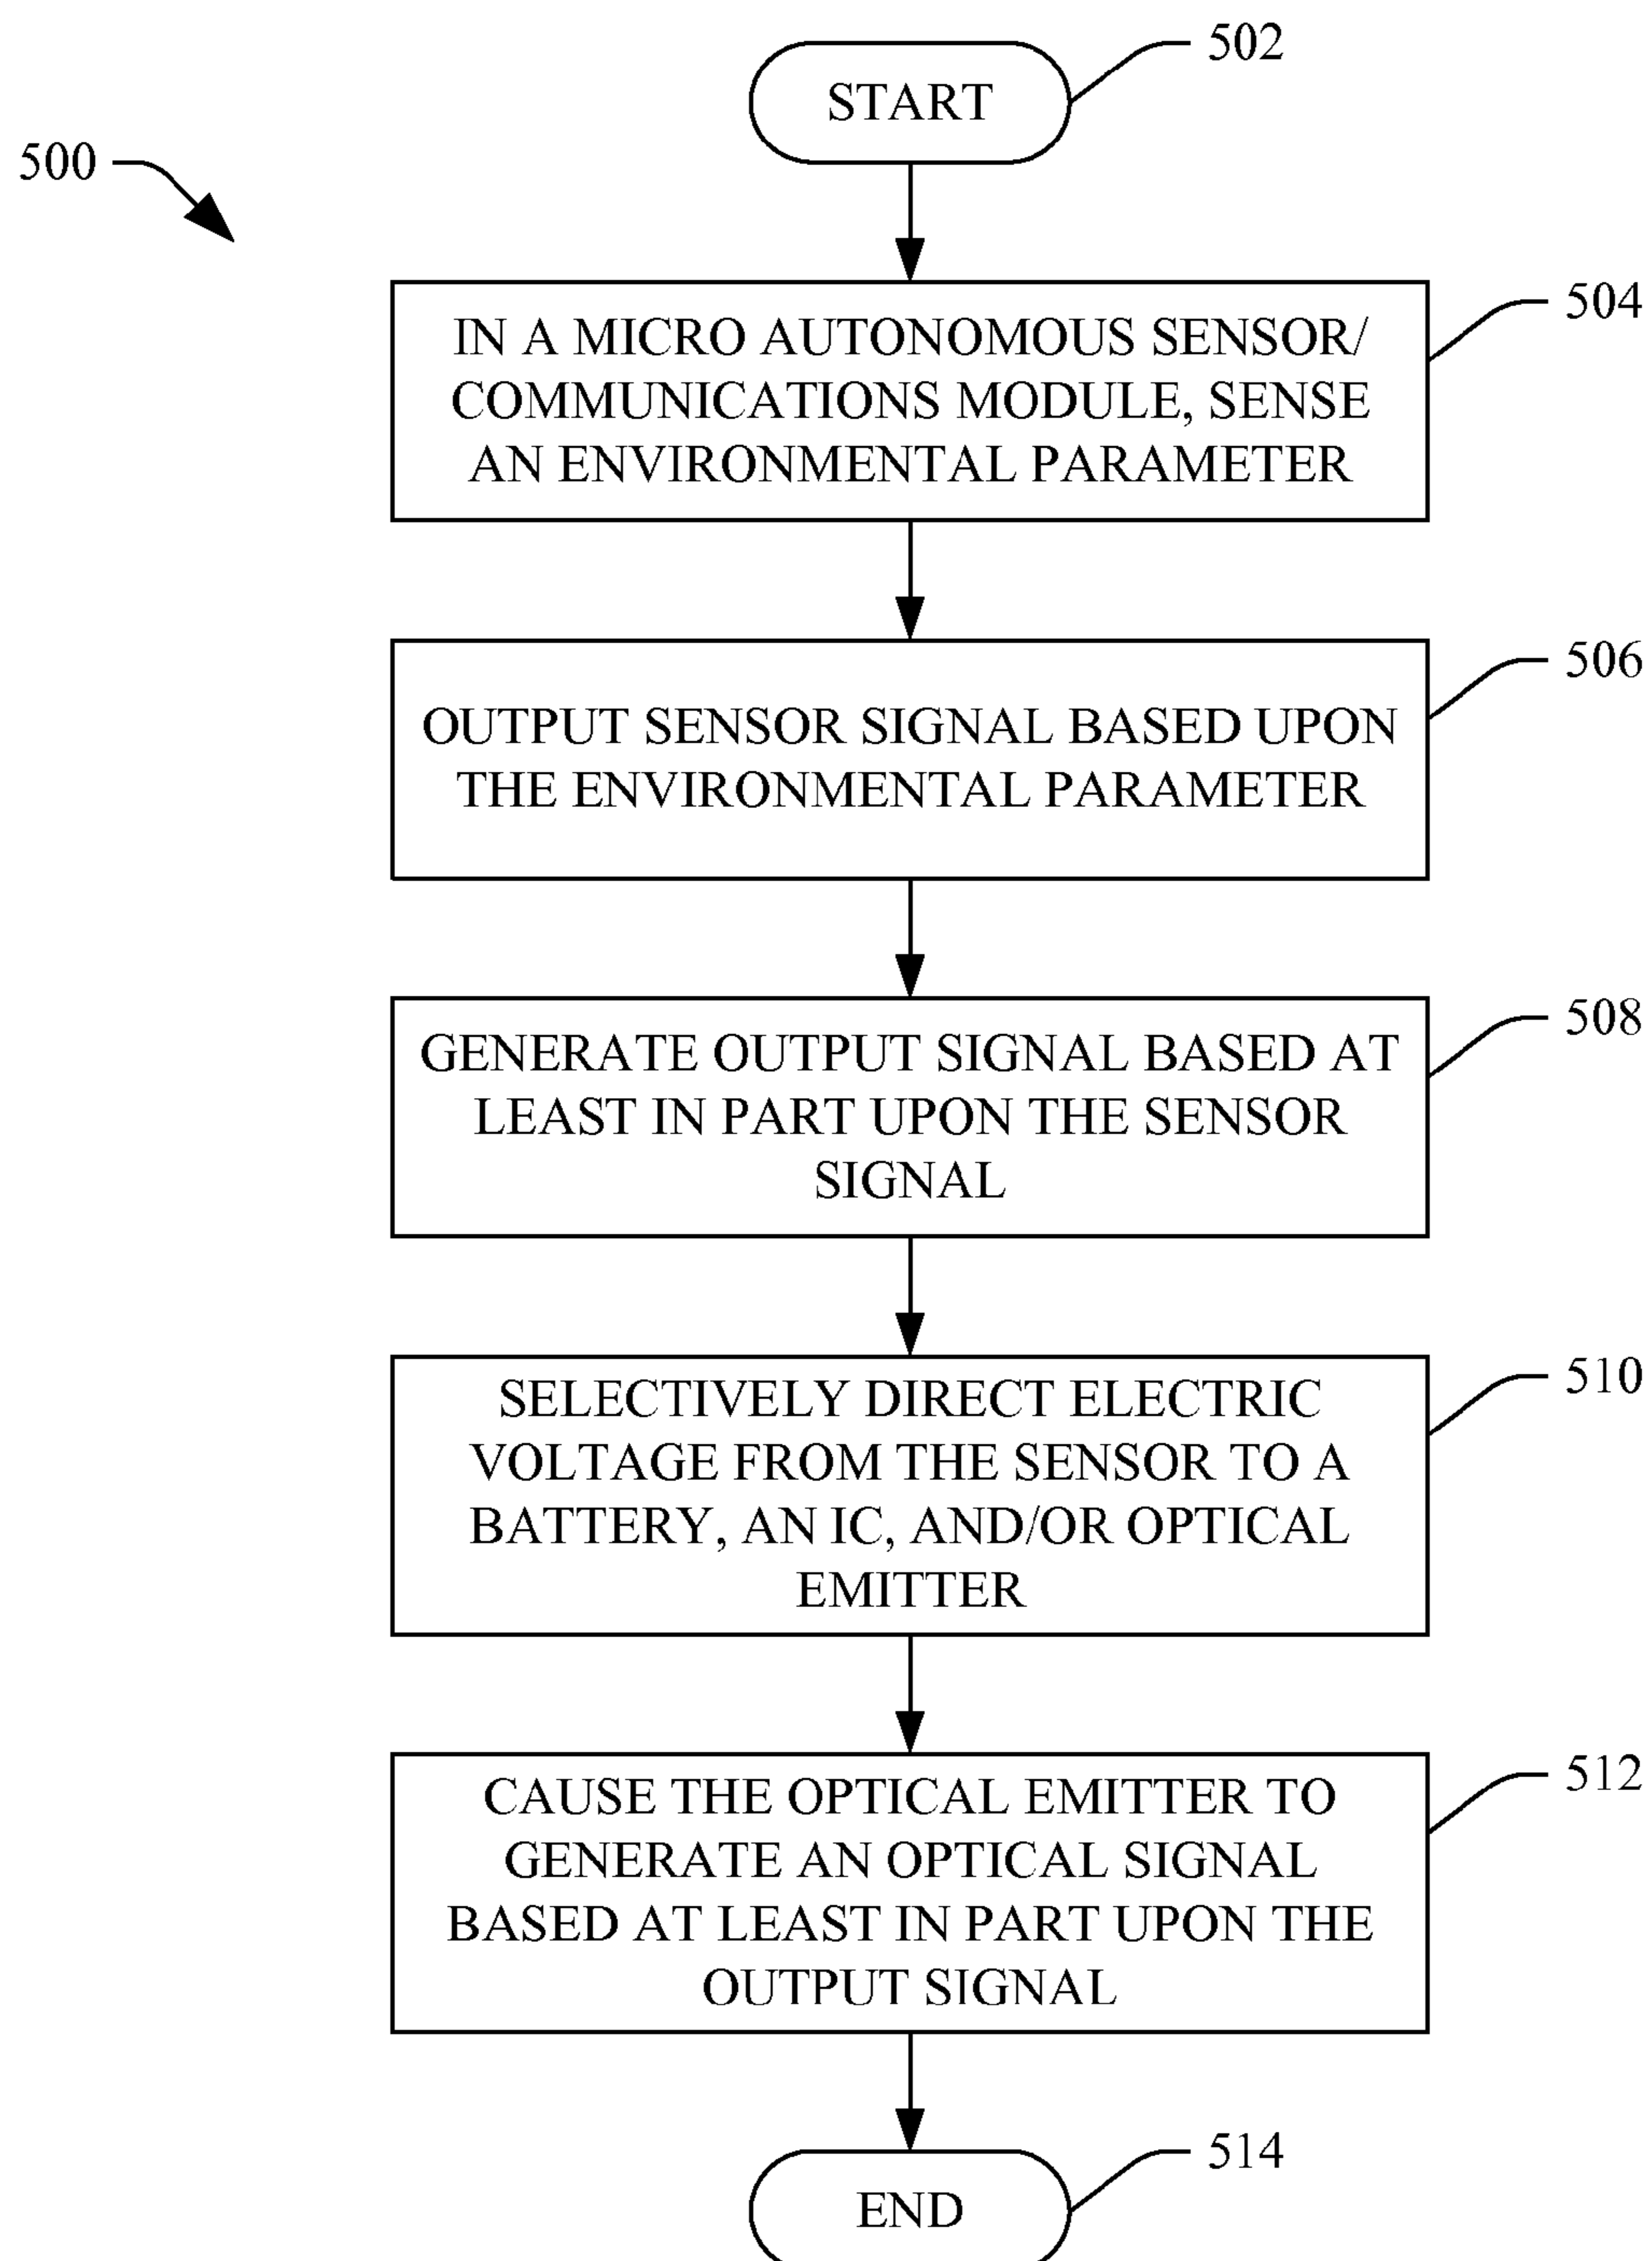 502
START
500
504
IN A MICRO AUTONOMOUS SENSOR/
COMMUNICATIONS MODULE, SENSE
AN ENVIRONMENTAL PARAMETER
506
OUTPUT SENSOR SIGNAL BASED UPON
THE ENVIRONMENTAL PARAMETER
508
GENERATE OUTPUT SIGNAL BASED AT
LEAST IN PART UPON THE SENSOR
SIGNAL
510
SELECTIVELY DIRECT ELECTRIC
VOLTAGE FROM THE SENSOR TO A
BATTERY, AN IC, AND/OR OPTICAL
EMITTER
512
CAUSE THE OPTICAL EMITTER TO
GENERATE AN OPTICAL SIGNAL
BASED AT LEAST IN PART UPON THE
OUTPUT SIGNAL
514
END